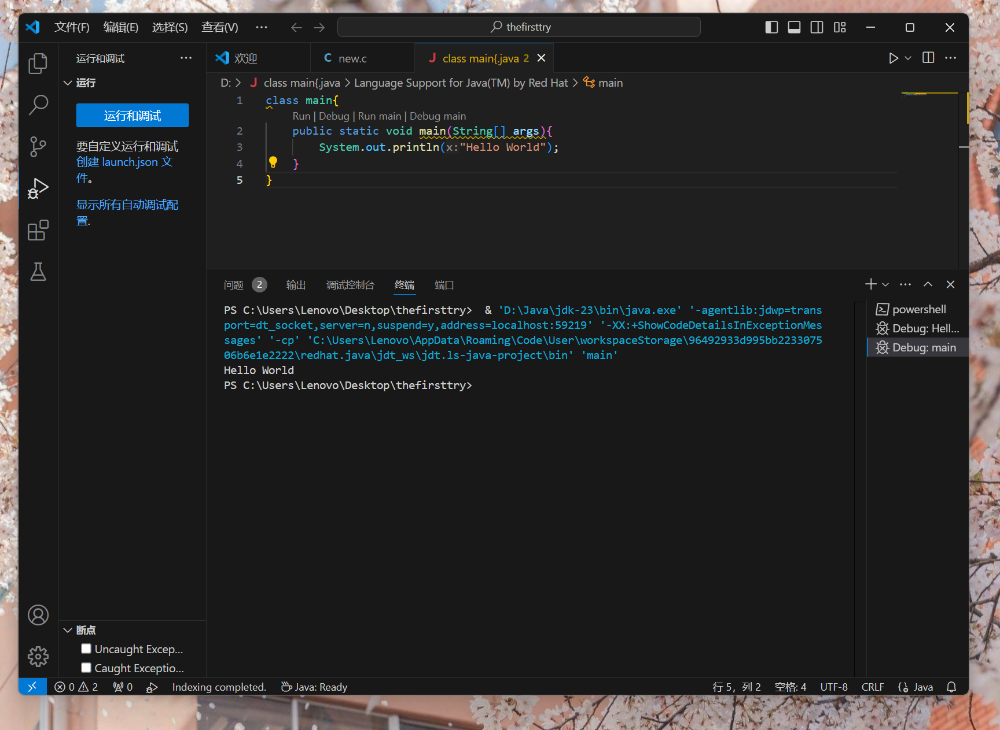 文件(F) 编辑(E) 选择(S) 查看(V) ··· thefirsttry
运行和调试 ···
运行
运行和调试
要自定义运行和调试
创建 launch.json 文
件。
显示所有自动调试配
置.
欢迎 C new.c J class main{.java 2
D: > J class main{.java > Language Support for Java(TM) by Red Hat > main
1 class main{
Run | Debug | Run main | Debug main
2 public static void main(String[] args){
3 System.out.println(x:"Hello World");
4 }
5 }
问题 2 输出 调试控制台 终端 端口
PS C:\Users\Lenovo\Desktop\thefirsttry>  & 'D:\Java\jdk-23\bin\java.exe' '-agentlib:jdwp=trans
port=dt_socket,server=n,suspend=y,address=localhost:59219' '-XX:+ShowCodeDetailsInExceptionMes
sages' '-cp' 'C:\Users\Lenovo\AppData\Roaming\Code\User\workspaceStorage\96492933d995bb2233075
06b6e1e2222\redhat.java\jdt_ws\jdt.ls-java-project\bin' 'main'
Hello World
PS C:\Users\Lenovo\Desktop\thefirsttry>
powershell
Debug: Hell...
Debug: main
断点
Uncaught Excep...
Caught Exceptio...
0 2 0 Indexing completed. Java: Ready 行 5, 列 2 空格: 4 UTF-8 CRLF Java